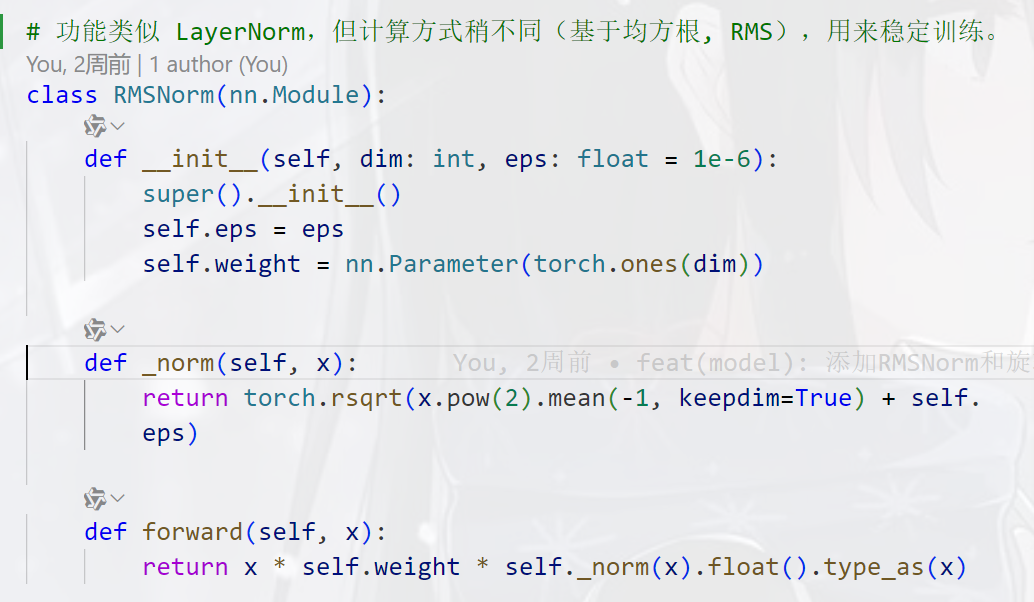 # 功能类似 LayerNorm，但计算方式稍不同（基于均方根, RMS），用来稳定训练。
You, 2周前 | 1 author (You)
class RMSNorm(nn.Module):
def __init__(self, dim: int, eps: float = 1e-6):
super().__init__()
self.eps = eps
self.weight = nn.Parameter(torch.ones(dim))
def _norm(self, x): You, 2周前 • feat(model): 添加RMSNorm和旋
return torch.rsqrt(x.pow(2).mean(-1, keepdim=True) + self.
eps)
def forward(self, x):
return x * self.weight * self._norm(x).float().type_as(x)